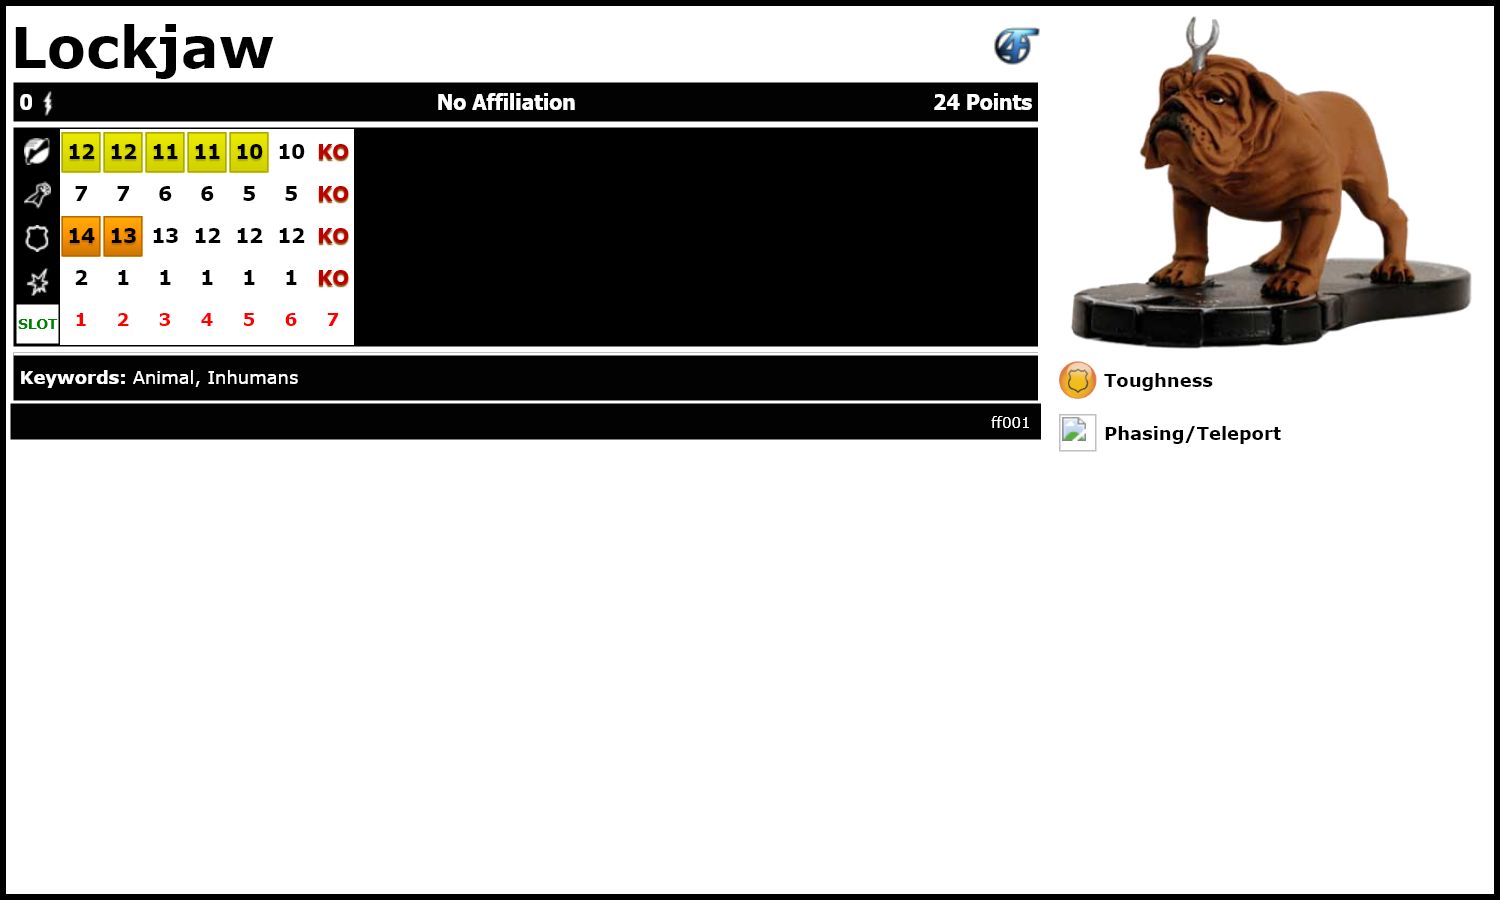 Lockjaw
0 No Affiliation 24 Points
12 12 11 11 10 10 KO
7 7 6 6 5 5 KO
14 13 13 12 12 12 KO
2 1 1 1 1 1 KO
SLOT 1 2 3 4 5 6 7
Keywords: Animal, Inhumans
ff001
4
Toughness
Phasing/Teleport